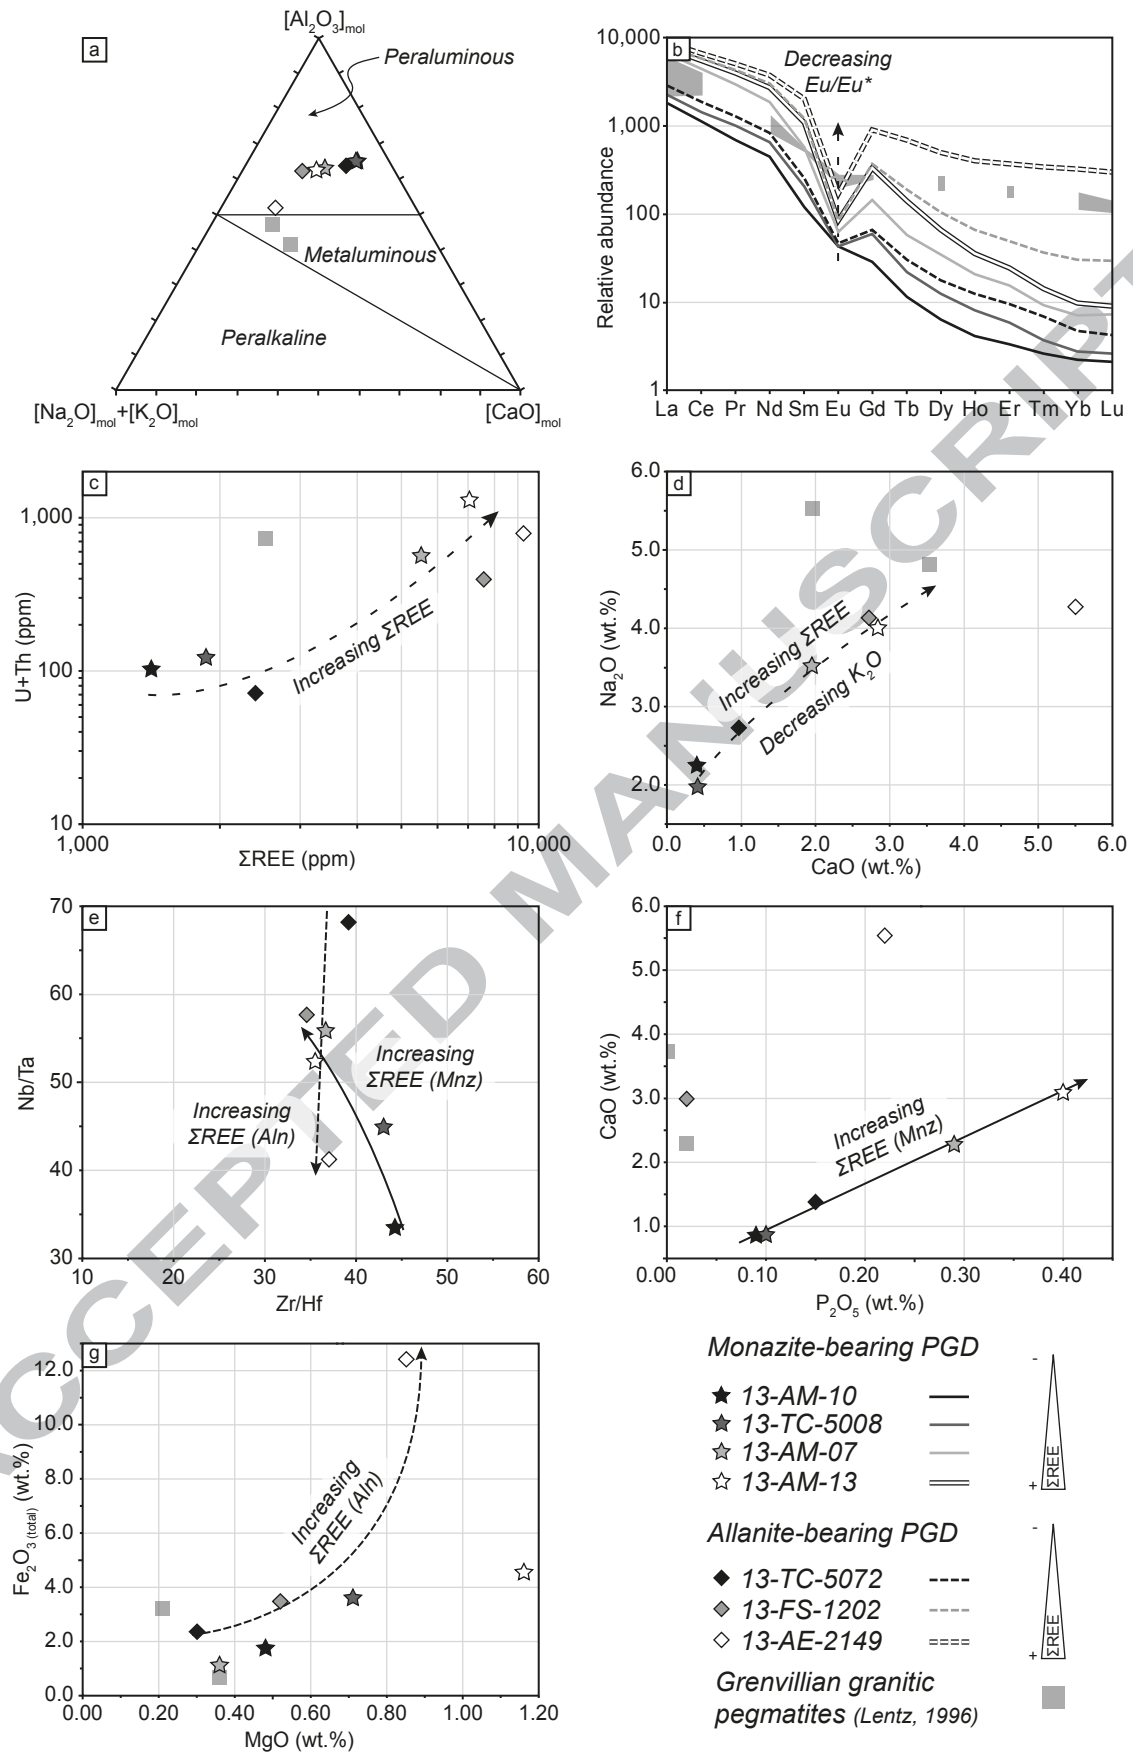 a
[Al₂O₃]mol
Peraluminous
Metaluminous
Peralkaline
[Na₂O]mol+[K₂O]mol
[CaO]mol
b
Decreasing
Eu/Eu*
Relative abundance
10,000
1,000
100
10
1
La Ce Pr Nd Sm Eu Gd Tb Dy Ho Er Tm Yb Lu
c
U+Th (ppm)
1,000
100
10
Increasing ΣREE
1,000
10,000
ΣREE (ppm)
d
Na₂O (wt.%)
6.0
5.0
4.0
3.0
2.0
Increasing ΣREE
Decreasing K₂O
0.0 1.0 2.0 3.0 4.0 5.0 6.0
CaO (wt.%)
e
Nb/Ta
70
60
50
40
30
Increasing
ΣREE (Mnz)
Increasing
ΣREE (Aln)
10 20 30 40 50 60
Zr/Hf
f
CaO (wt.%)
6.0
5.0
4.0
3.0
2.0
1.0
Increasing
ΣREE (Mnz)
0.00 0.10 0.20 0.30 0.40
P₂O₅ (wt.%)
g
Fe₂O₃ (total) (wt.%)
12.0
10.0
8.0
6.0
4.0
2.0
0.0
Increasing
ΣREE (Aln)
0.00 0.20 0.40 0.60 0.80 1.00 1.20
MgO (wt.%)
Monazite-bearing PGD
13-AM-10
13-TC-5008
13-AM-07
13-AM-13
-
+
ΣREE
Allanite-bearing PGD
13-TC-5072
13-FS-1202
13-AE-2149
-
+
ΣREE
Grenvillian granitic
pegmatites (Lentz, 1996)
ACCEPTED MANUSCRIPT